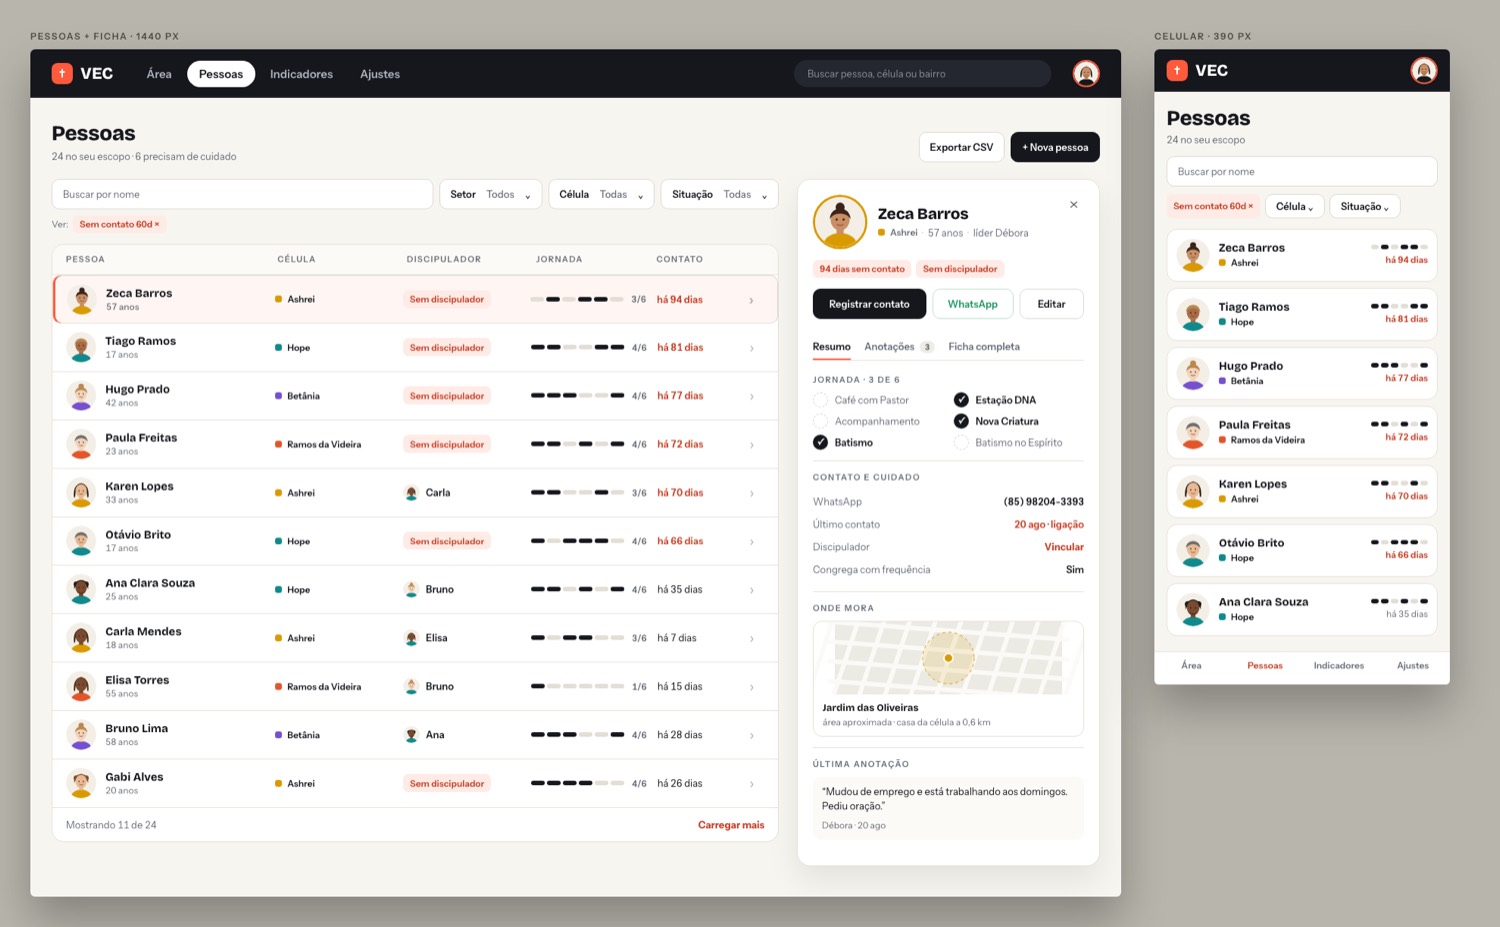 PESSOAS + FICHA · 1440 PX
VEC
Área
Pessoas
Indicadores
Ajustes
Buscar pessoa, célula ou bairro
Pessoas
24 no seu escopo · 6 precisam de cuidado
Exportar CSV
+ Nova pessoa
Buscar por nome
Setor Todos
Célula Todas
Situação Todas
Ver: Sem contato 60d ×
PESSOA CÉLULA DISCIPULADOR JORNADA CONTATO
Zeca Barros
57 anos
Ashrei
Sem discipulador
3/6
há 94 dias
Tiago Ramos
17 anos
Hope
Sem discipulador
4/6
há 81 dias
Hugo Prado
42 anos
Betânia
Sem discipulador
4/6
há 77 dias
Paula Freitas
23 anos
Ramos da Videira
Sem discipulador
4/6
há 72 dias
Karen Lopes
33 anos
Ashrei
Carla
3/6
há 70 dias
Otávio Brito
17 anos
Hope
Sem discipulador
4/6
há 66 dias
Ana Clara Souza
25 anos
Hope
Bruno
4/6
há 35 dias
Carla Mendes
18 anos
Ashrei
Elisa
3/6
há 7 dias
Elisa Torres
55 anos
Ramos da Videira
Bruno
1/6
há 15 dias
Bruno Lima
58 anos
Betânia
Ana
4/6
há 28 dias
Gabi Alves
20 anos
Ashrei
Sem discipulador
4/6
há 26 dias
Mostrando 11 de 24
Carregar mais
Zeca Barros
×
Ashrei · 57 anos · líder Débora
94 dias sem contato
Sem discipulador
Registrar contato
WhatsApp
Editar
Resumo
Anotações 3
Ficha completa
JORNADA · 3 DE 6
Café com Pastor
Estação DNA
Acompanhamento
Nova Criatura
Batismo
Batismo no Espírito
CONTATO E CUIDADO
WhatsApp (85) 98204-3393
Último contato 20 ago · ligação
Discipulador Vincular
Congrega com frequência Sim
ONDE MORA
Jardim das Oliveiras
área aproximada · casa da célula a 0,6 km
ÚLTIMA ANOTAÇÃO
“Mudou de emprego e está trabalhando aos domingos.
Pediu oração.”
Débora · 20 ago
CELULAR · 390 PX
VEC
Pessoas
24 no seu escopo
Buscar por nome
Sem contato 60d ×
Célula
Situação
Zeca Barros
Ashrei
há 94 dias
Tiago Ramos
Hope
há 81 dias
Hugo Prado
Betânia
há 77 dias
Paula Freitas
Ramos da Videira
há 72 dias
Karen Lopes
Ashrei
há 70 dias
Otávio Brito
Hope
há 66 dias
Ana Clara Souza
Hope
há 35 dias
Área
Pessoas
Indicadores
Ajustes